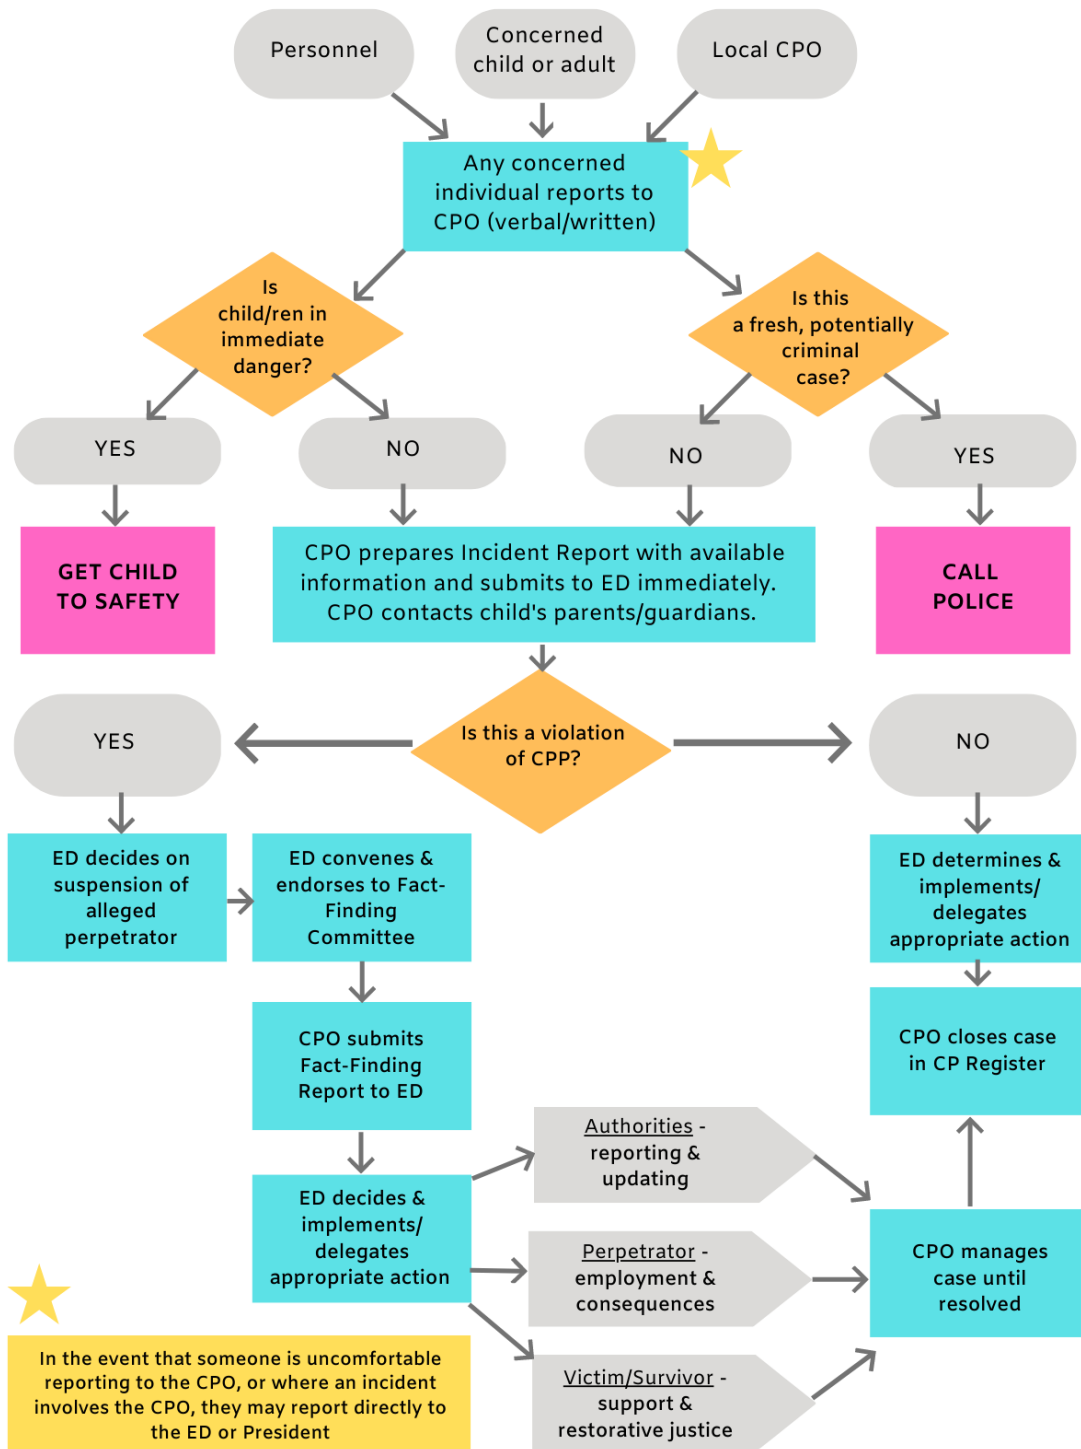 Personnel
Concerned
child or adult
Local CPO
Any concerned
individual reports to
CPO (verbal/written)
Is
child/ren in
immediate
danger?
Is this
a fresh, potentially
criminal
case?
YES
NO
NO
YES
GET CHILD
TO SAFETY
CPO prepares Incident Report with available
information and submits to ED immediately.
CPO contacts child's parents/guardians.
CALL
POLICE
YES
Is this a violation
of CPP?
NO
ED decides on
suspension of
alleged
perpetrator
ED convenes &
endorses to Fact-
Finding
Committee
ED determines &
implements/
delegates
appropriate action
CPO submits
Fact-Finding
Report to ED
CPO closes case
in CP Register
Authorities -
reporting &
updating
ED decides &
implements/
delegates
appropriate action
Perpetrator -
employment &
consequences
CPO manages
case until
resolved
Victim/Survivor -
support &
restorative justice
In the event that someone is uncomfortable
reporting to the CPO, or where an incident
involves the CPO, they may report directly to
the ED or President